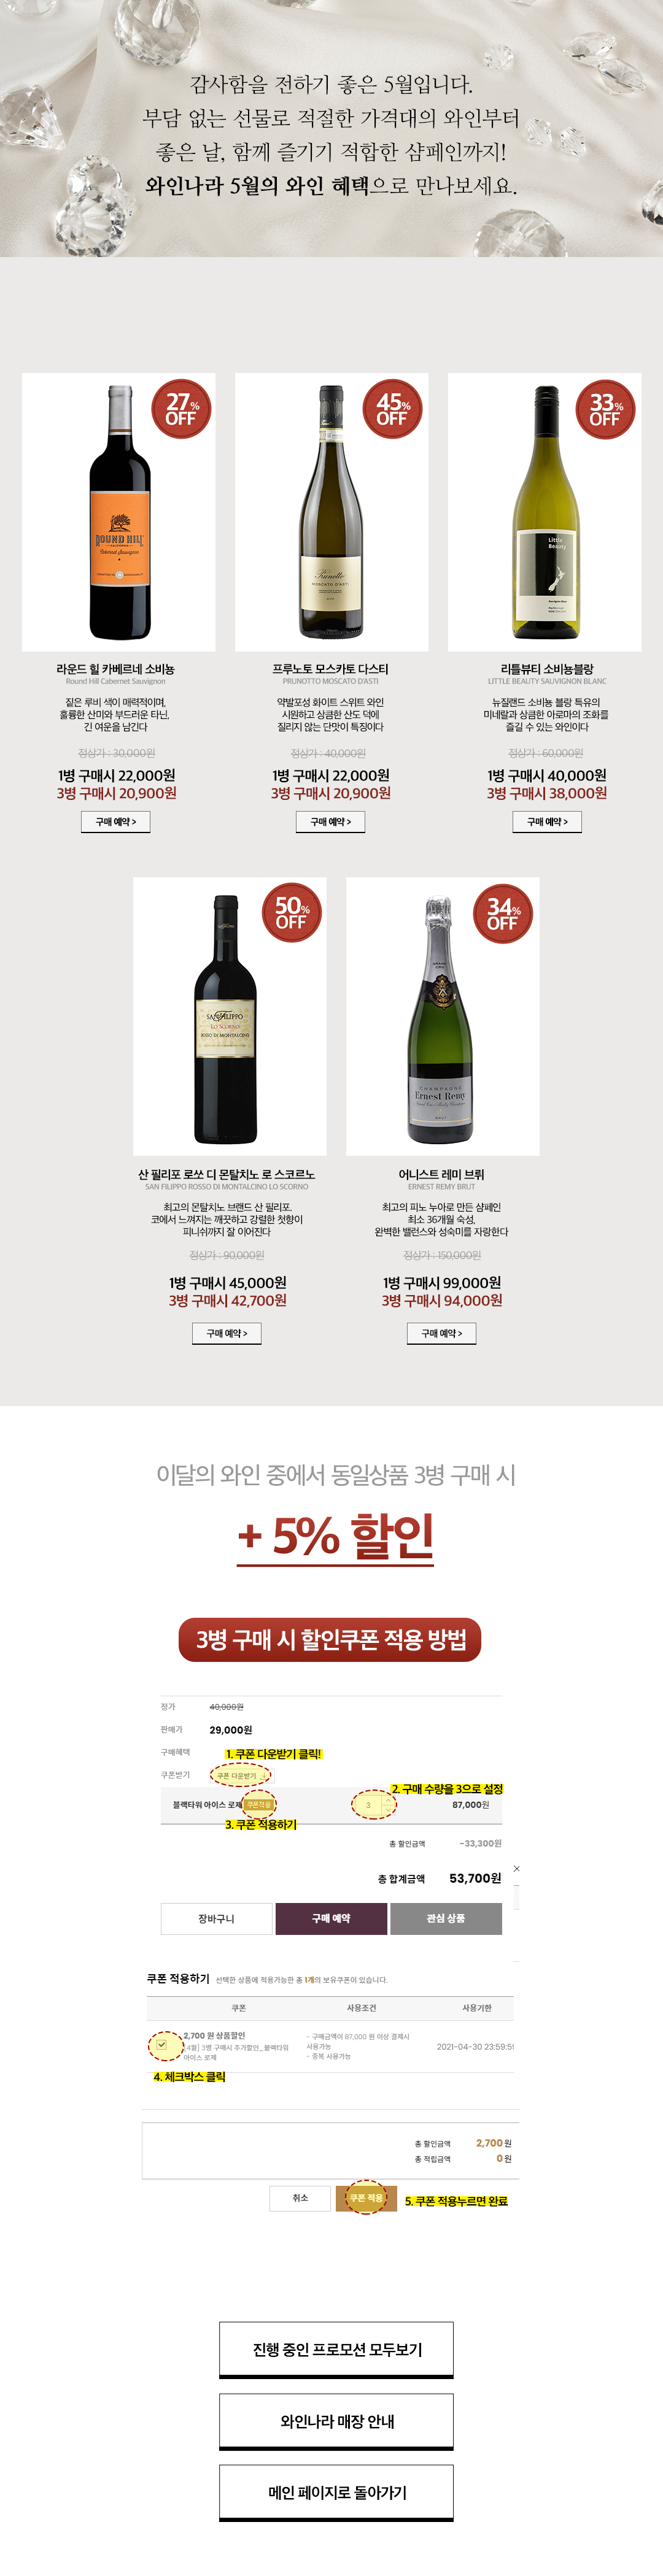 감사함을 전하기 좋은 5월입니다.
부담 없는 선물로 적절한 가격대의 와인부터
좋은 날, 함께 즐기기 적합한 샴페인까지!
와인나라 5월의 와인 혜택으로 만나보세요.
27% OFF
45% OFF
33% OFF
ROUND HILL
CALIFORNIA
Cabernet Sauvignon
Prunotto
MOSCATO D'ASTI
Little
Beauty
라운드 힐 카베르네 소비뇽
Round Hill Cabernet Sauvignon
짙은 루비 색이 매력적이며,
훌륭한 산미와 부드러운 타닌,
긴 여운을 남긴다
정상가 : 30,000원
1병 구매시 22,000원
3병 구매시 20,900원
구매 예약 >
프루노토 모스카토 다스티
PRUNOTTO MOSCATO D'ASTI
약발포성 화이트 스위트 와인
시원하고 상큼한 산도 덕에
질리지 않는 단맛이 특징이다
정상가 : 40,000원
1병 구매시 22,000원
3병 구매시 20,900원
구매 예약 >
리틀뷰티 소비뇽블랑
LITTLE BEAUTY SAUVIGNON BLANC
뉴질랜드 소비뇽 블랑 특유의
미네랄과 상큼한 아로마의 조화를
즐길 수 있는 와인이다
정상가 : 60,000원
1병 구매시 40,000원
3병 구매시 38,000원
구매 예약 >
50% OFF
34% OFF
SANFILIPPO
LO SCORNO
ROSSO DI MONTALCINO
GRAND
CRU
CHAMPAGNE
Ernest Remy
BRUT
산 필리포 로쏘 디 몬탈치노 로 스코르노
SAN FILIPPO ROSSO DI MONTALCINO LO SCORNO
최고의 몬탈치노 브랜드 산 필리포.
코에서 느껴지는 깨끗하고 강렬한 첫향이
피니쉬까지 잘 이어진다
정상가 : 90,000원
1병 구매시 45,000원
3병 구매시 42,700원
구매 예약 >
어니스트 레미 브뤼
ERNEST REMY BRUT
최고의 피노 누아로 만든 샴페인
최소 36개월 숙성,
완벽한 밸런스와 성숙미를 자랑한다
정상가 : 150,000원
1병 구매시 99,000원
3병 구매시 94,000원
구매 예약 >
이달의 와인 중에서 동일상품 3병 구매 시
+ 5% 할인
3병 구매 시 할인쿠폰 적용 방법
정가 40,000원
판매가 29,000원
구매혜택
1. 쿠폰 다운받기 클릭!
쿠폰받기 쿠폰 다운받기
2. 구매 수량을 3으로 설정
블랙타워 아이스 로제 쿠폰적용 3 87,000원
3. 쿠폰 적용하기
총 할인금액 -33,300원
총 합계금액 53,700원
장바구니 구매 예약 관심 상품
쿠폰 적용하기 선택한 상품에 적용가능한 총 1개의 보유쿠폰이 있습니다.
쿠폰 사용조건 사용기한
2,700 원 상품할인
[4월] 3병 구매시 추가할인_블랙타워
아이스 로제
- 구매금액이 87,000 원 이상 결제시
사용가능
- 중복 사용가능
2021-04-30 23:59:59
4. 체크박스 클릭
총 할인금액 2,700 원
총 적립금액 0 원
취소 쿠폰 적용
5. 쿠폰 적용누르면 완료
진행 중인 프로모션 모두보기
와인나라 매장 안내
메인 페이지로 돌아가기